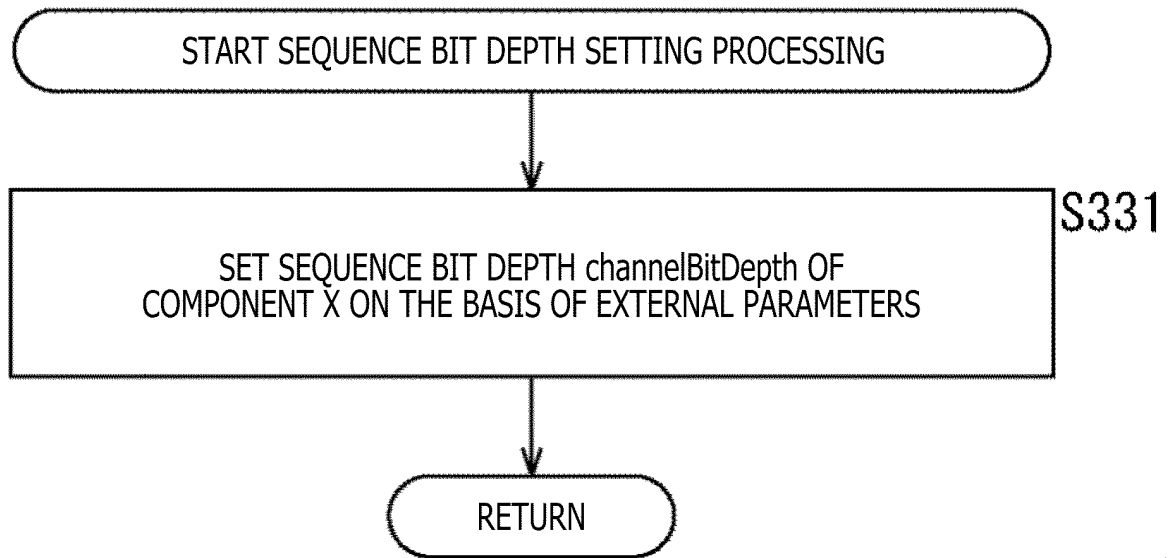 START SEQUENCE BIT DEPTH SETTING PROCESSING
S331
SET SEQUENCE BIT DEPTH channelBitDepth OF
COMPONENT X ON THE BASIS OF EXTERNAL PARAMETERS
RETURN